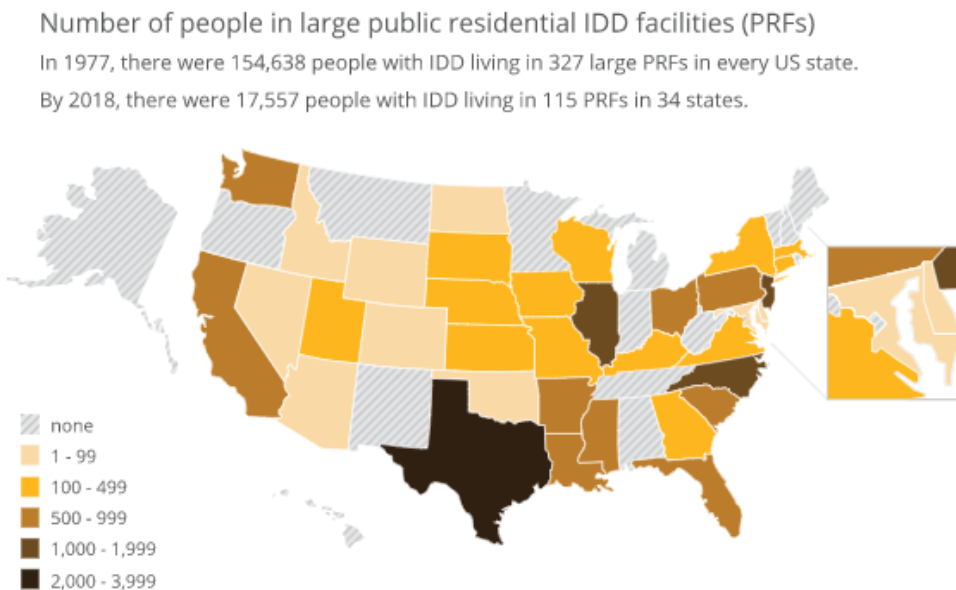 Number of people in large public residential IDD facilities (PRFs)
In 1977, there were 154,638 people with IDD living in 327 large PRFs in every US state.
By 2018, there were 17,557 people with IDD living in 115 PRFs in 34 states.
none
1 - 99
100 - 499
500 - 999
1,000 - 1,999
2,000 - 3,999